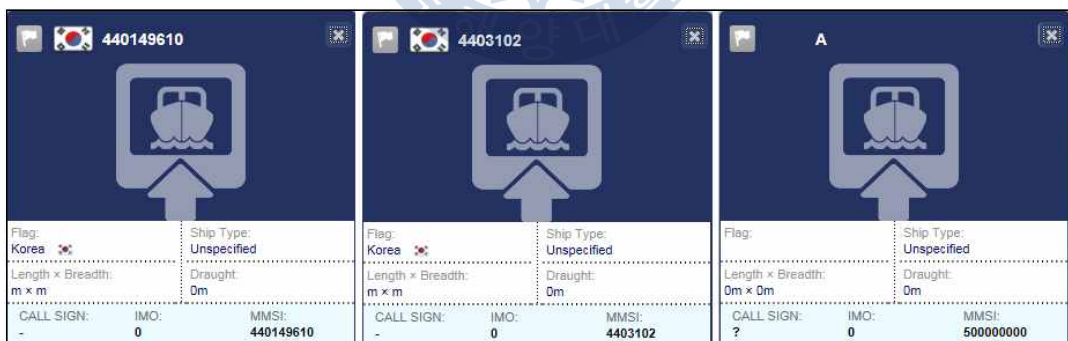 440149610
Flag:
Korea
Ship Type:
Unspecified
Length × Breadth:
m × m
Draught:
0m
CALL SIGN:
-
IMO:
0
MMSI:
440149610
4403102
Flag:
Korea
Ship Type:
Unspecified
Length × Breadth:
m × m
Draught:
0m
CALL SIGN:
-
IMO:
0
MMSI:
4403102
A
Flag:
Ship Type:
Unspecified
Length × Breadth:
0m × 0m
Draught:
0m
CALL SIGN:
?
IMO:
0
MMSI:
500000000